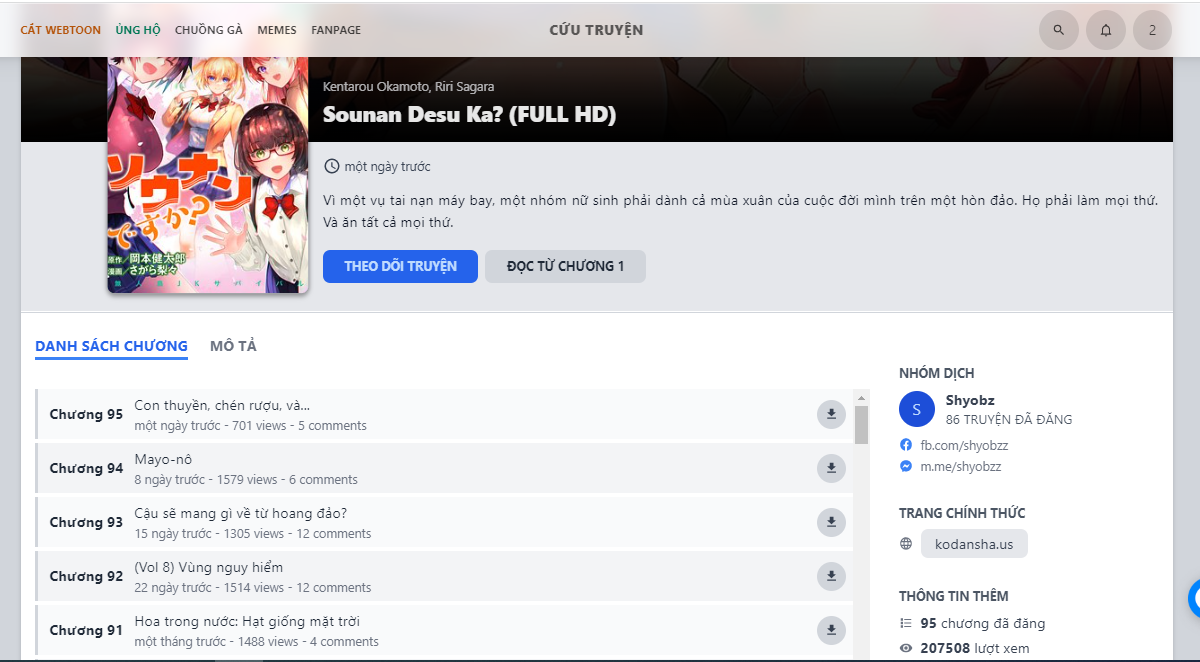 CẮT WEBTOON ỦNG HỘ CHUỒNG GÀ MEMES FANPAGE
CỨU TRUYỆN
2
Kentarou Okamoto, Riri Sagara
Sounan Desu Ka? (FULL HD)
ソウナンですか?
原作/岡本健太郎
漫画/さがら梨々
無人島JKサバイバル
một ngày trước
Vì một vụ tai nạn máy bay, một nhóm nữ sinh phải dành cả mùa xuân của cuộc đời mình trên một hòn đảo. Họ phải làm mọi thứ.
Và ăn tất cả mọi thứ.
THEO DÕI TRUYỆN
ĐỌC TỪ CHƯƠNG 1
DANH SÁCH CHƯƠNG
MÔ TẢ
Chương 95
Con thuyền, chén rượu, và...
một ngày trước - 701 views - 5 comments
Chương 94
Mayo-nô
8 ngày trước - 1579 views - 6 comments
Chương 93
Cậu sẽ mang gì về từ hoang đảo?
15 ngày trước - 1305 views - 12 comments
Chương 92
(Vol 8) Vùng nguy hiểm
22 ngày trước - 1514 views - 12 comments
Chương 91
Hoa trong nước: Hạt giống mặt trời
một tháng trước - 1488 views - 4 comments
NHÓM DỊCH
S
Shyobz
86 TRUYỆN ĐÃ ĐĂNG
fb.com/shyobzz
m.me/shyobzz
TRANG CHÍNH THỨC
kodansha.us
THÔNG TIN THÊM
95 chương đã đăng
207508 lượt xem